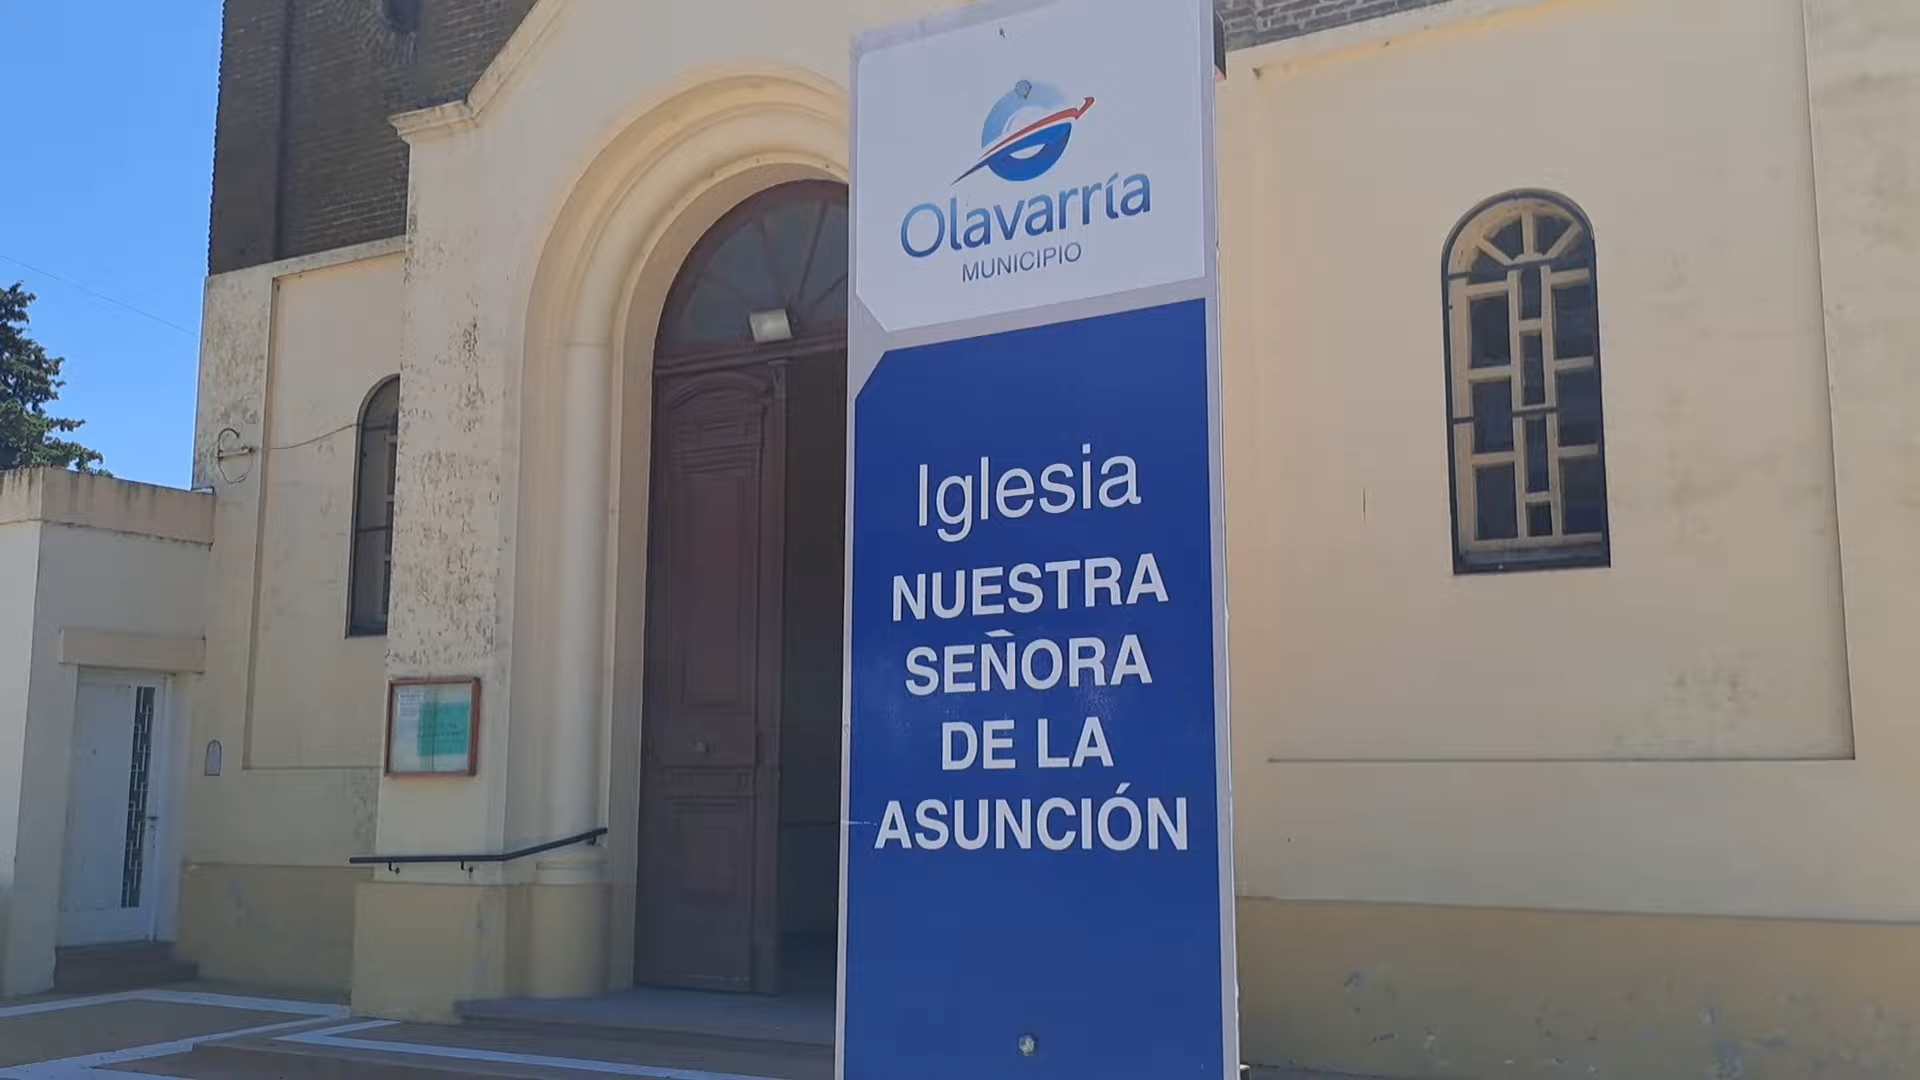 Olavarría
MUNICIPIO
Iglesia
NUESTRA
SEÑORA
DE LA
ASUNCIÓN